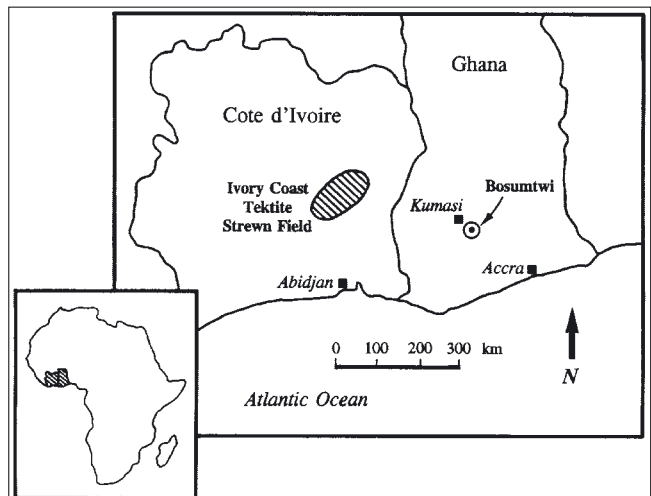 Ghana
Cote d'Ivoire
Ivory Coast
Tektite
Strewn Field
Bosumtwi
Kumasi
Accra
Abidjan
0 100 200 300 km
N
Atlantic Ocean